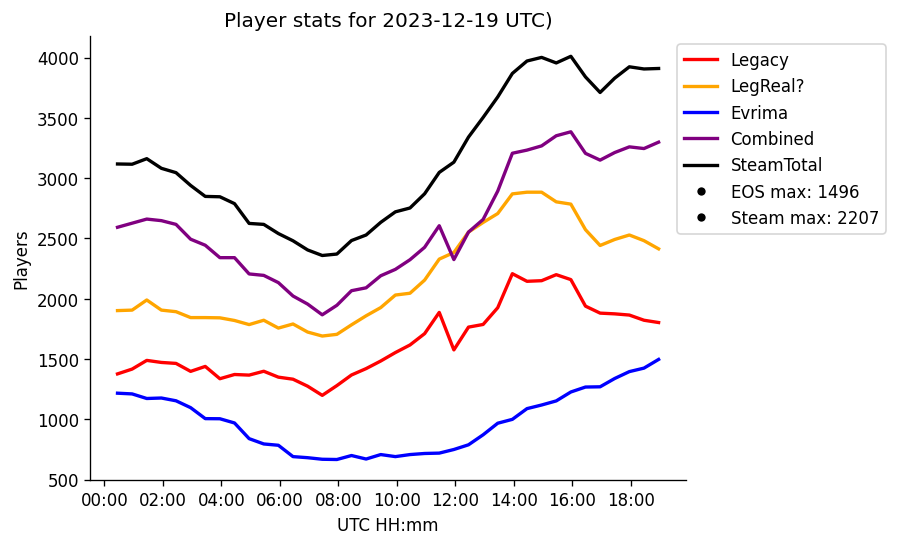 Player stats for 2023-12-19 UTC)
4000
3500
3000
2500
2000
1500
1000
500
Players
00:00 02:00 04:00 06:00 08:00 10:00 12:00 14:00 16:00 18:00
UTC HH:mm
Legacy
LegReal?
Evrima
Combined
SteamTotal
EOS max: 1496
Steam max: 2207